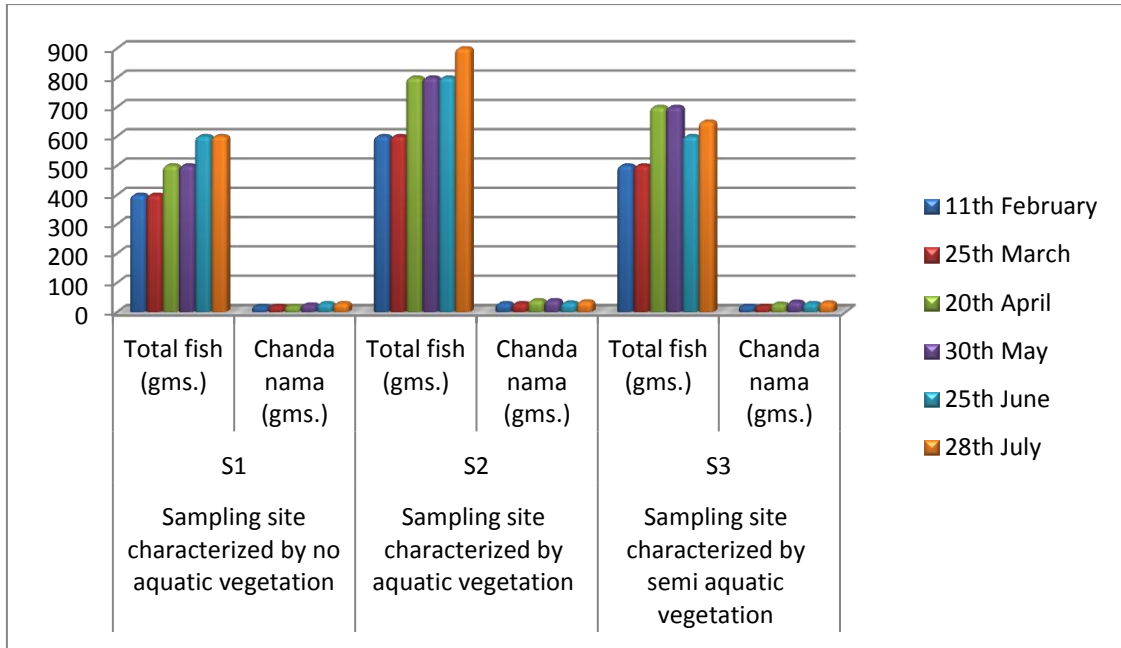 900
800
700
600
500
400
300
200
100
0
Total fish
(gms.)
Chanda
nama
(gms.)
Total fish
(gms.)
Chanda
nama
(gms.)
Total fish
(gms.)
Chanda
nama
(gms.)
S1
S2
S3
Sampling site
characterized by no
aquatic vegetation
Sampling site
characterized by
aquatic vegetation
Sampling site
characterized by
semi aquatic
vegetation
11th February
25th March
20th April
30th May
25th June
28th July